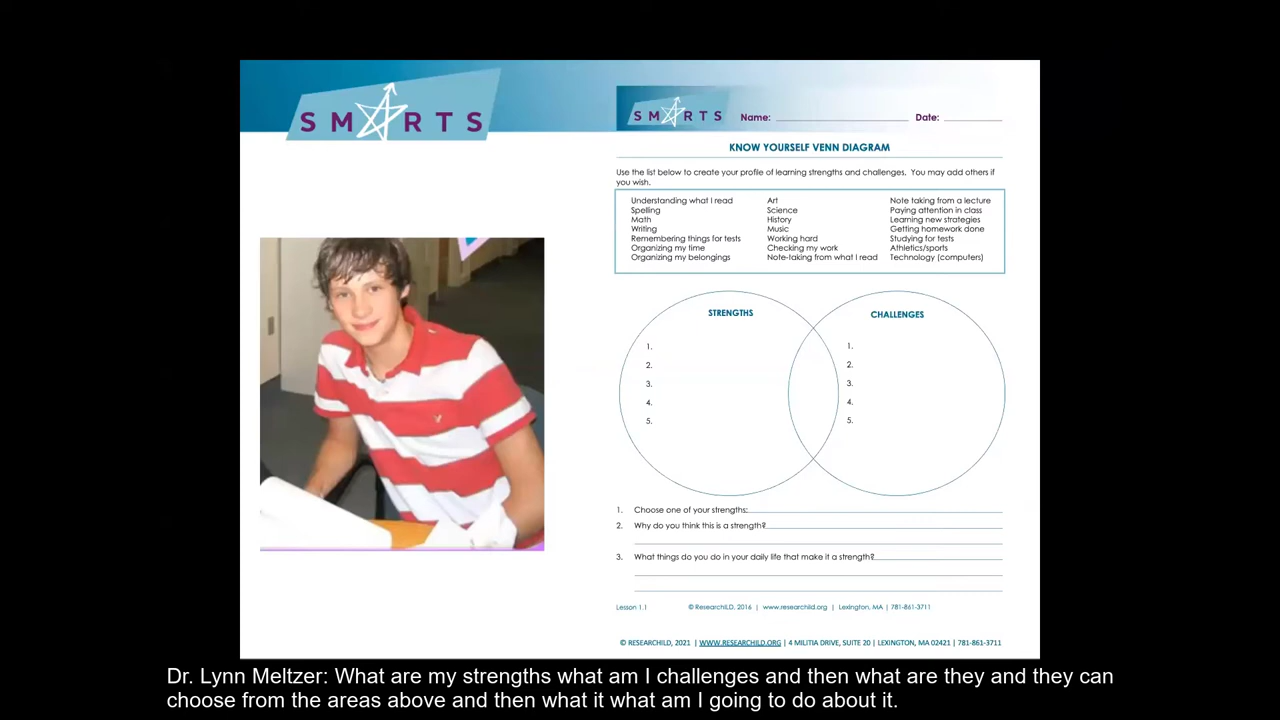 SMARTS
SMARTS Name: Date:
KNOW YOURSELF VENN DIAGRAM
Use the list below to create your profile of learning strengths and challenges. You may add others if
you wish.
Understanding what I read Art Note taking from a lecture
Spelling Science Paying attention in class
Math History Learning new strategies
Writing Music Getting homework done
Remembering things for tests Working hard Studying for tests
Organizing my time Checking my work Athletics/sports
Organizing my belongings Note-taking from what I read Technology (computers)
STRENGTHS CHALLENGES
1. 1.
2. 2.
3. 3.
4. 4.
5. 5.
1. Choose one of your strengths:
2. Why do you think this is a strength?
3. What things do you do in your daily life that make it a strength?
Lesson 1.1 © ResearchILD, 2016 | www.researchild.org | Lexington, MA | 781-861-3711
© RESEARCHILD, 2021 | WWW.RESEARCHILD.ORG | 4 MILITIA DRIVE, SUITE 20 | LEXINGTON, MA 02421 | 781-861-3711
Dr. Lynn Meltzer: What are my strengths what am I challenges and then what are they and they can
choose from the areas above and then what it what am I going to do about it.